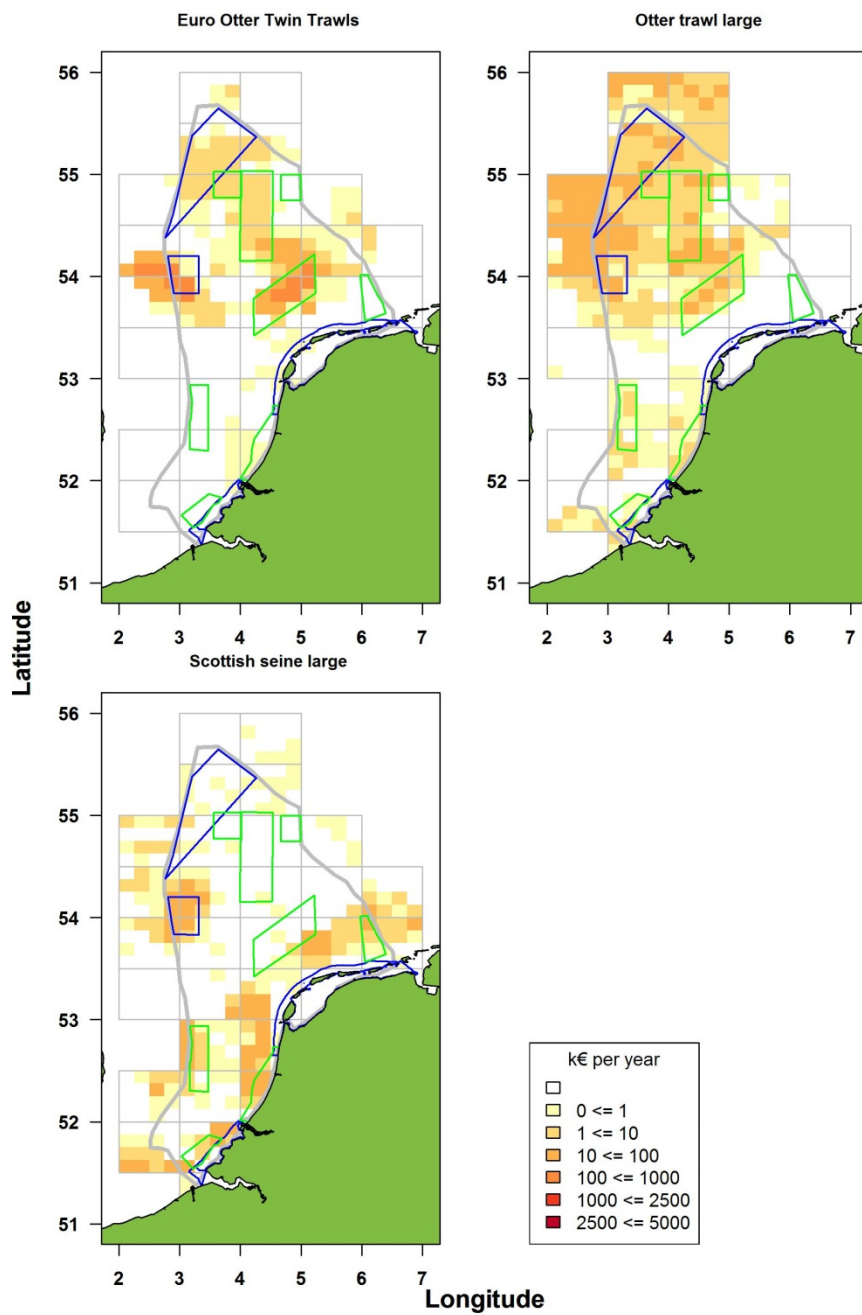 Euro Otter Twin Trawls
Otter trawl large
56
55
54
53
52
51
2 3 4 5 6 7
56
55
54
53
52
51
2 3 4 5 6 7
Latitude
Scottish seine large
56
55
54
53
52
51
2 3 4 5 6 7
k€ per year
0 <= 1
1 <= 10
10 <= 100
100 <= 1000
1000 <= 2500
2500 <= 5000
Longitude